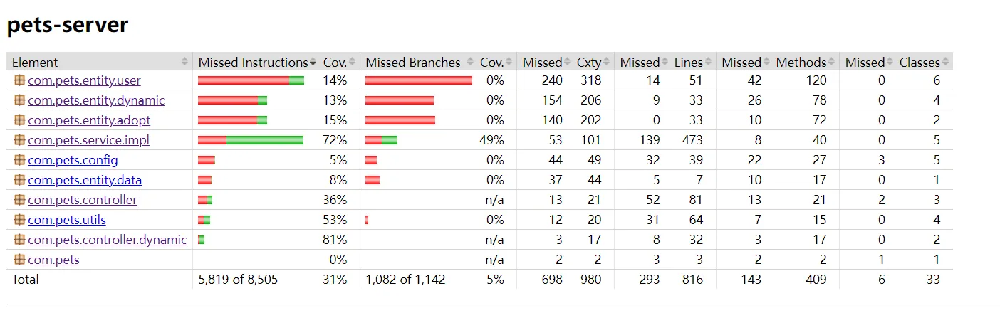 pets-server
Element Missed Instructions Cov. Missed Branches Cov. Missed Cxty Missed Lines Missed Methods Missed Classes
com.pets.entity.user 14% 0% 240 318 14 51 42 120 0 6
com.pets.entity.dynamic 13% 0% 154 206 9 33 26 78 0 4
com.pets.entity.adopt 15% 0% 140 202 0 33 10 72 0 2
com.pets.service.impl 72% 49% 53 101 139 473 8 40 0 5
com.pets.config 5% 0% 44 49 32 39 22 27 3 5
com.pets.entity.data 8% 0% 37 44 5 7 10 17 0 1
com.pets.controller 36% n/a 13 21 52 81 13 21 2 3
com.pets.utils 53% 0% 12 20 31 64 7 15 0 4
com.pets.controller.dynamic 81% n/a 3 17 8 32 3 17 0 2
com.pets 0% n/a 2 2 3 3 2 2 1 1
Total 5,819 of 8,505 31% 1,082 of 1,142 5% 698 980 293 816 143 409 6 33